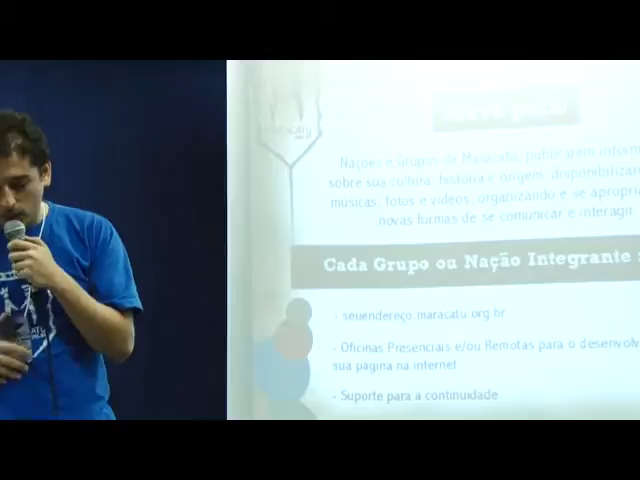 Nações e Grupos de Maracatu, publicarem inform
sobre sua cultura, história e origem, disponibilizar
músicas, fotos e vídeos, organizando e se apropri
novas formas de se comunicar e interagir.
Cada Grupo ou Nação Integrante
- seuendereço.maracatu.org.br
- Oficinas Presenciais e/ou Remotas para o desenvolv
sua página na internet
- Suporte para a continuidade